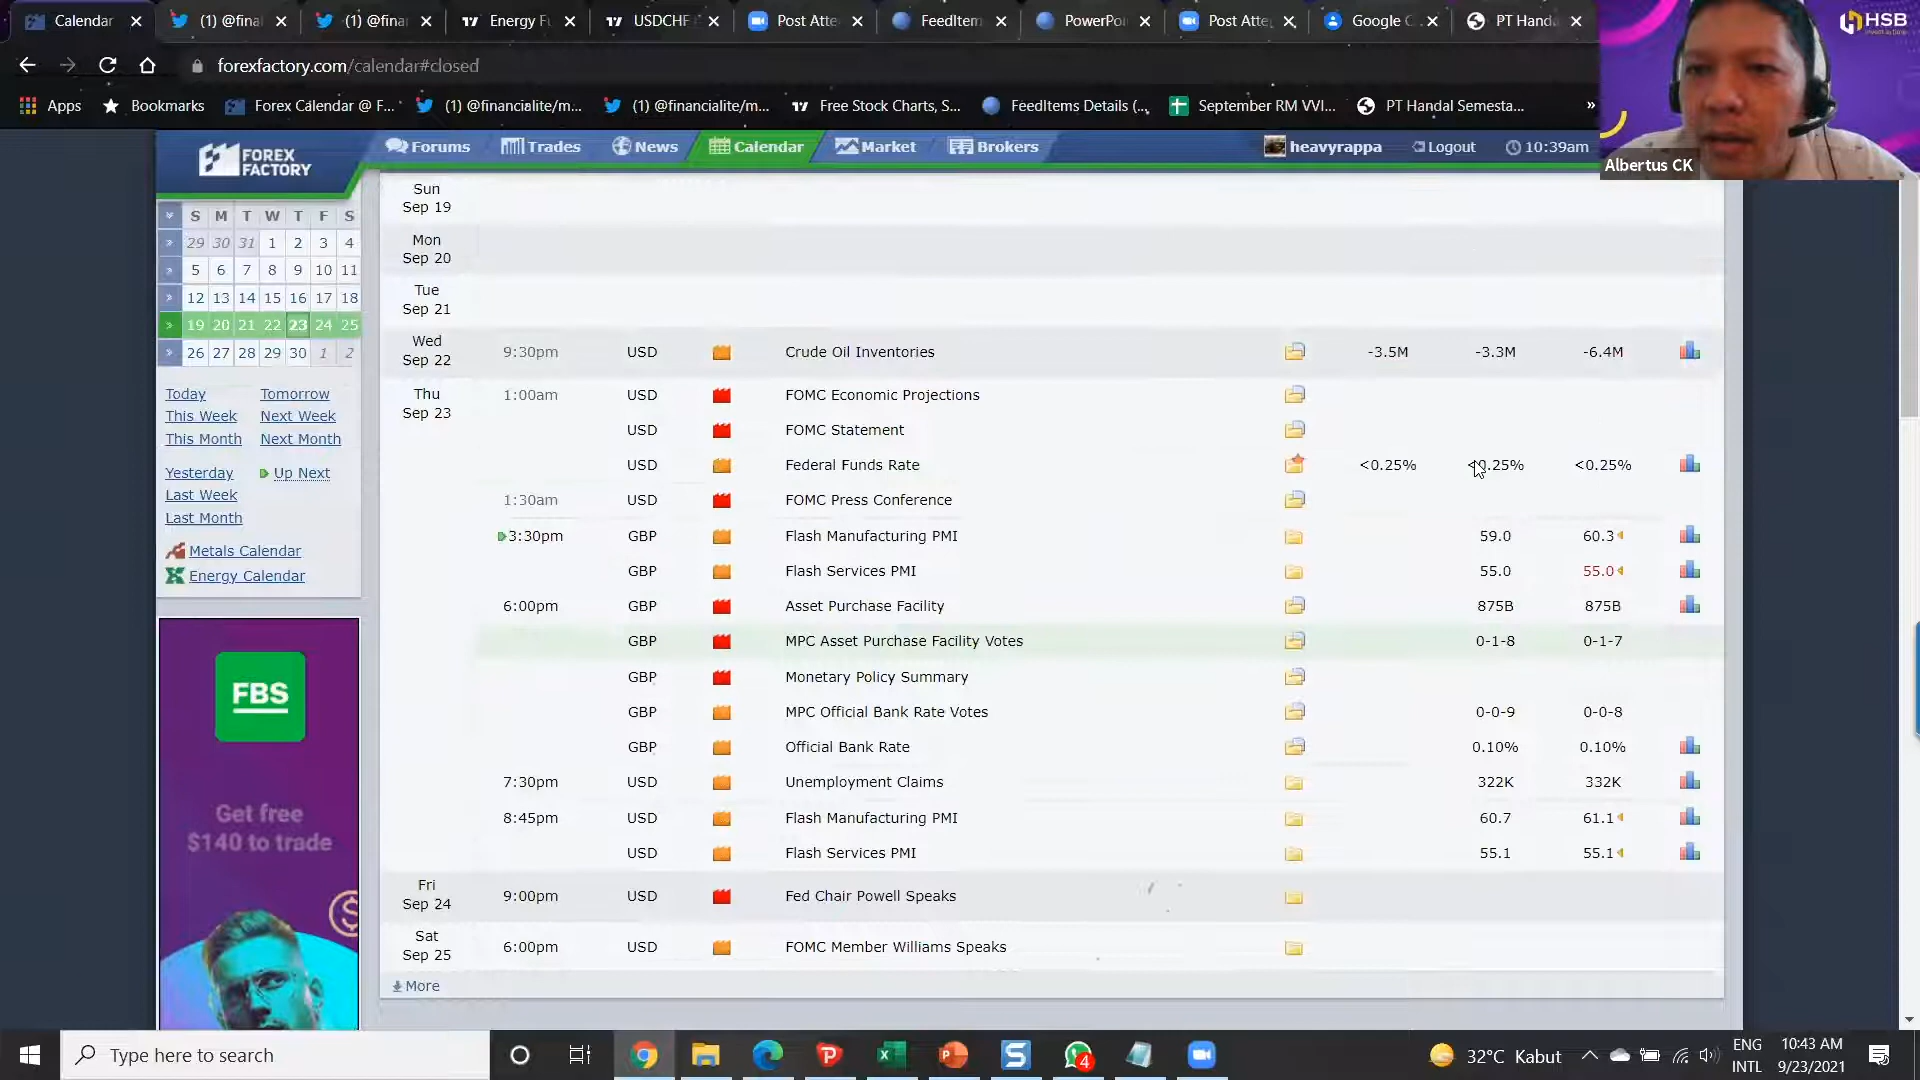 Calendar
(1) @finai
(1) @finar
Energy Fu
USDCHF
Post Atte
FeedItem
PowerPoi
Post Atte
Google C
PT Handa
HSB
forexfactory.com/calendar#closed
Apps
Bookmarks
Forex Calendar @ F...
(1) @financialite/m...
(1) @financialite/m...
Free Stock Charts, S...
FeedItems Details (...
September RM VVI...
PT Handal Semesta...
»
Albertus CK
FOREX
FACTORY
Forums
Trades
News
Calendar
Market
Brokers
heavyrappa
Logout
10:39am
S M T W T F S
29 30 31 1 2 3 4
5 6 7 8 9 10 11
12 13 14 15 16 17 18
19 20 21 22 23 24 25
26 27 28 29 30 1 2
Today Tomorrow
This Week Next Week
This Month Next Month
Yesterday Up Next
Last Week
Last Month
Metals Calendar
Energy Calendar
FBS
Get free
$140 to trade
Sun
Sep 19
Mon
Sep 20
Tue
Sep 21
Wed
Sep 22
9:30pm USD Crude Oil Inventories -3.5M -3.3M -6.4M
Thu
Sep 23
1:00am USD FOMC Economic Projections
USD FOMC Statement
USD Federal Funds Rate <0.25% <0.25% <0.25%
1:30am USD FOMC Press Conference
3:30pm GBP Flash Manufacturing PMI 59.0 60.3
GBP Flash Services PMI 55.0 55.0
6:00pm GBP Asset Purchase Facility 875B 875B
GBP MPC Asset Purchase Facility Votes 0-1-8 0-1-7
GBP Monetary Policy Summary
GBP MPC Official Bank Rate Votes 0-0-9 0-0-8
GBP Official Bank Rate 0.10% 0.10%
7:30pm USD Unemployment Claims 322K 332K
8:45pm USD Flash Manufacturing PMI 60.7 61.1
USD Flash Services PMI 55.1 55.1
Fri
Sep 24
9:00pm USD Fed Chair Powell Speaks
Sat
Sep 25
6:00pm USD FOMC Member Williams Speaks
More
Type here to search
4
32°C Kabut
ENG
INTL
10:43 AM
9/23/2021